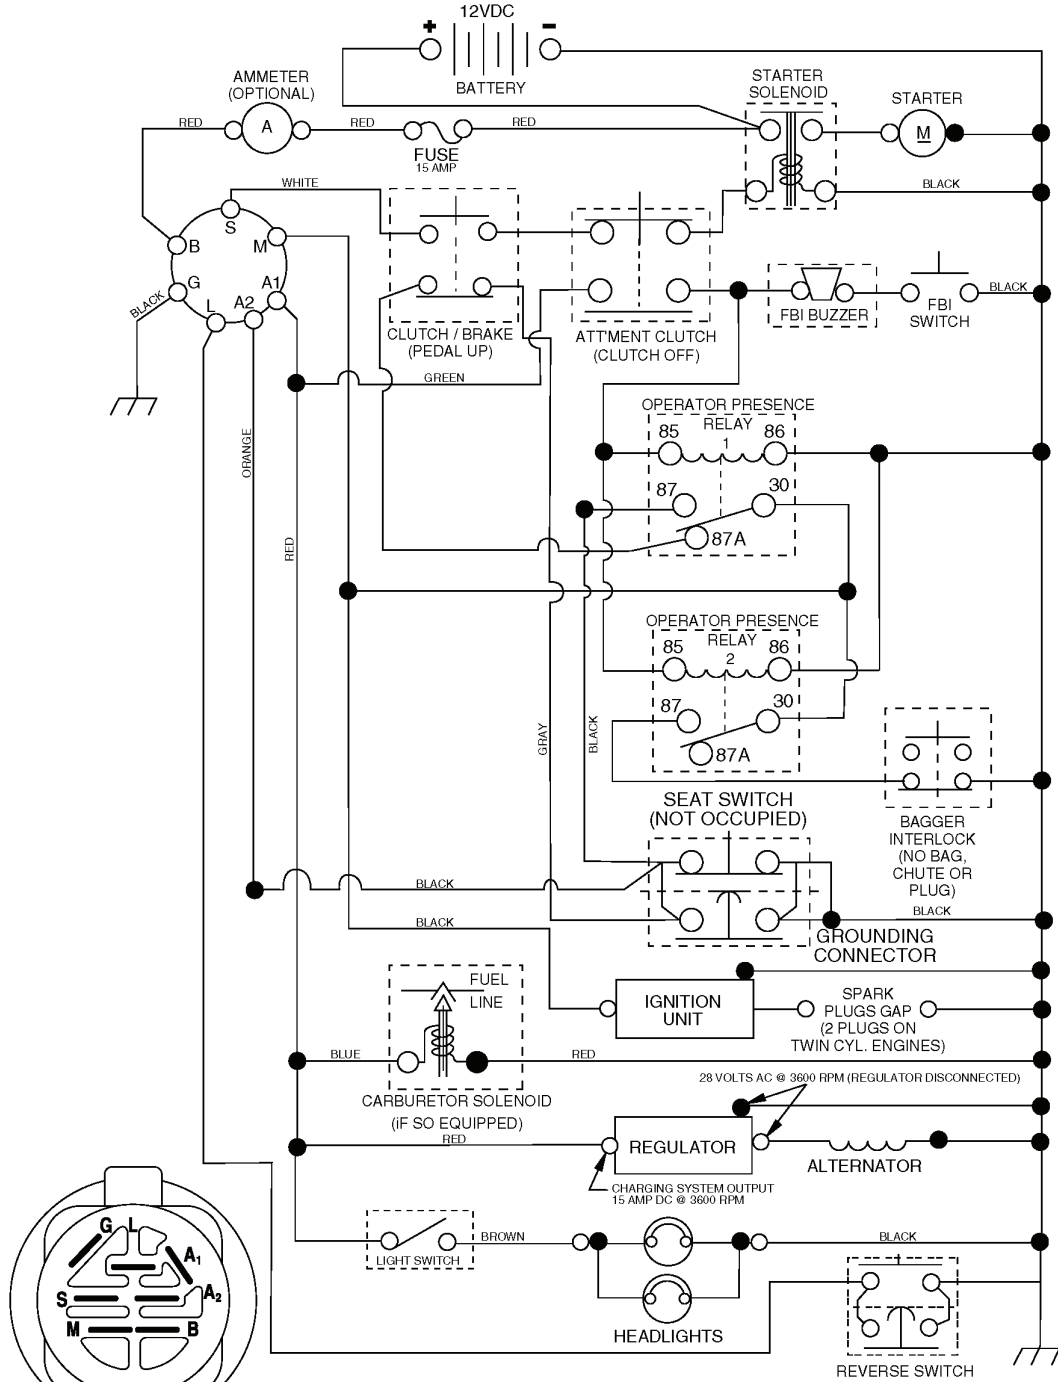 12VDC
+
−
BATTERY
AMMETER
(OPTIONAL)
A
STARTER
SOLENOID
STARTER
M
RED
RED
RED
FUSE
15 AMP
WHITE
BLACK
S
B
M
G
A1
L
A2
BLACK
CLUTCH / BRAKE
(PEDAL UP)
ATT'MENT CLUTCH
(CLUTCH OFF)
FBI BUZZER
FBI
SWITCH
BLACK
GREEN
ORANGE
RED
OPERATOR PRESENCE
RELAY
1
85
86
87
30
87A
OPERATOR PRESENCE
RELAY
2
85
86
87
30
87A
GRAY
BLACK
BAGGER
INTERLOCK
(NO BAG,
CHUTE OR
PLUG)
SEAT SWITCH
(NOT OCCUPIED)
BLACK
BLACK
BLACK
GROUNDING
CONNECTOR
FUEL
LINE
IGNITION
UNIT
SPARK
PLUGS GAP
(2 PLUGS ON
TWIN CYL. ENGINES)
BLUE
RED
CARBURETOR SOLENOID
(iF SO EQUIPPED)
28 VOLTS AC @ 3600 RPM (REGULATOR DISCONNECTED)
RED
REGULATOR
ALTERNATOR
CHARGING SYSTEM OUTPUT
15 AMP DC @ 3600 RPM
LIGHT SWITCH
BROWN
BLACK
HEADLIGHTS
REVERSE SWITCH
G
L
A1
S
A2
M
B